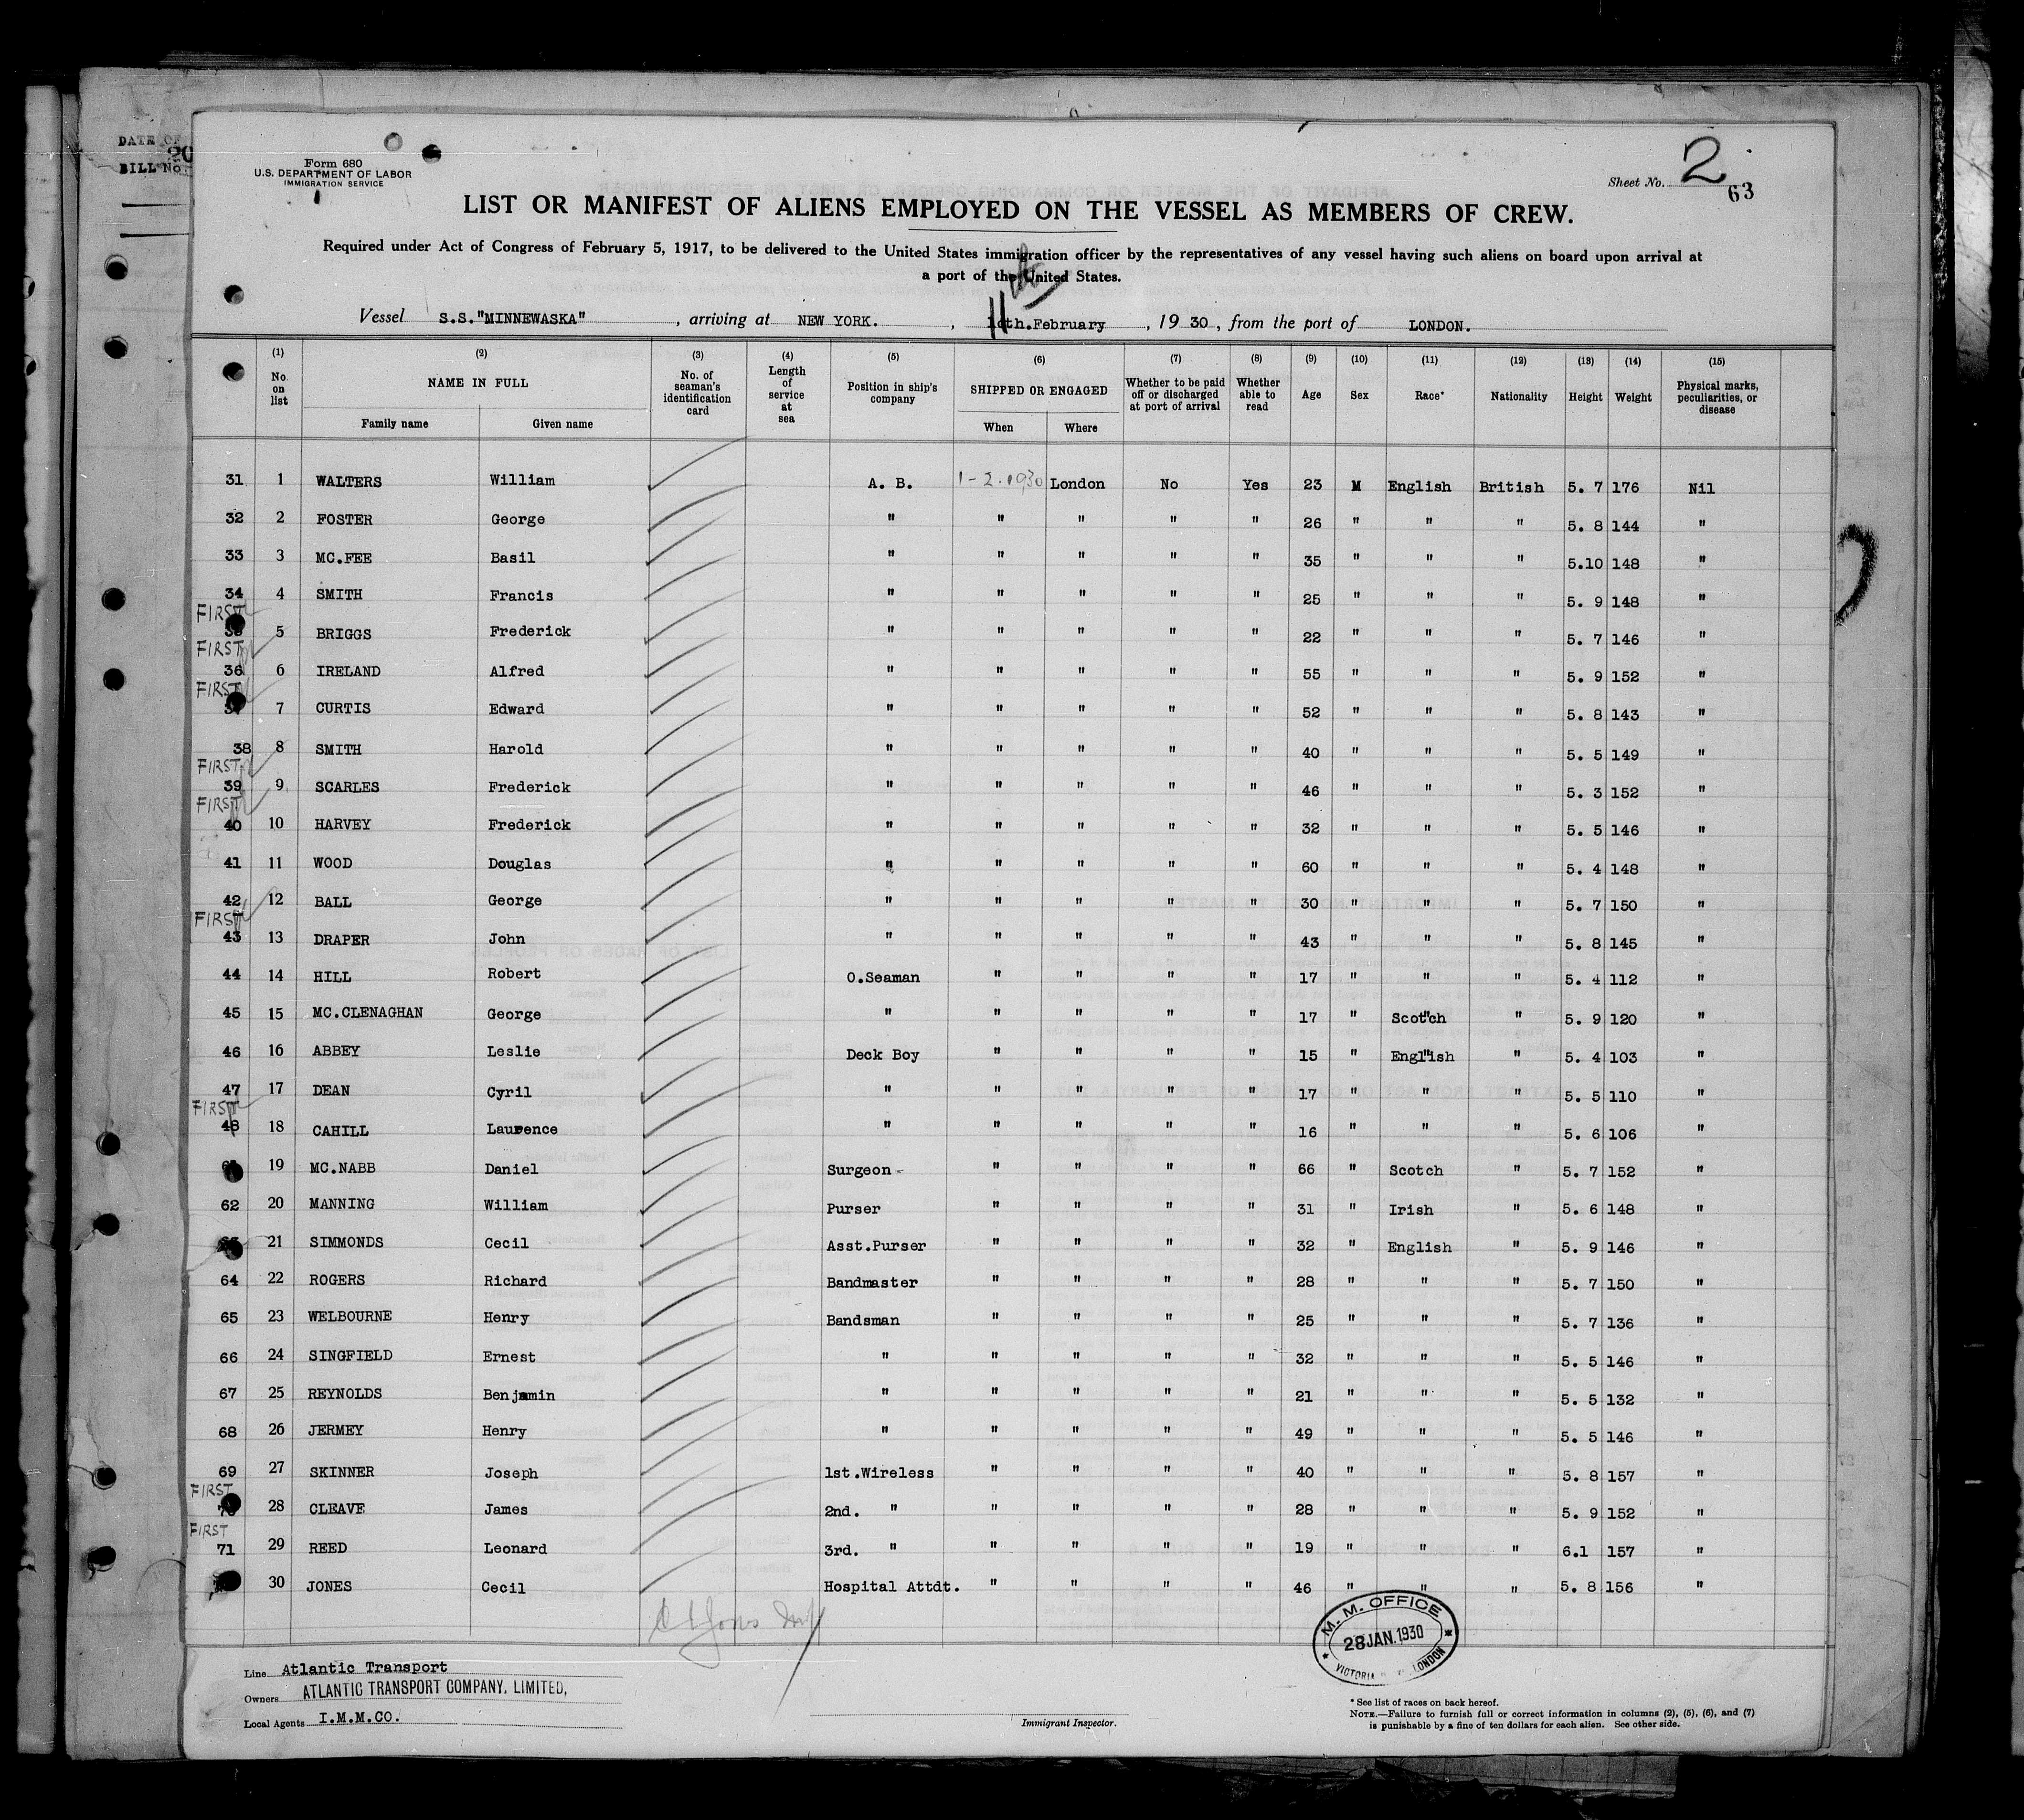 DATE OF
BILL No.
20
Form 680
U.S. DEPARTMENT OF LABOR
IMMIGRATION SERVICE
Sheet No. 2
63
LIST OR MANIFEST OF ALIENS EMPLOYED ON THE VESSEL AS MEMBERS OF CREW.
Required under Act of Congress of February 5, 1917, to be delivered to the United States immigration officer by the representatives of any vessel having such aliens on board upon arrival at
a port of the United States.
Vessel S.S."MINNEWASKA" , arriving at NEW YORK. , 11th.February , 19 30 , from the port of LONDON.
(1) No. on list (2) NAME IN FULL Family name Given name (3) No. of seaman's identification card (4) Length of service at sea (5) Position in ship's company (6) SHIPPED OR ENGAGED When Where (7) Whether to be paid off or discharged at port of arrival (8) Whether able to read (9) Age (10) Sex (11) Race* (12) Nationality (13) Height (14) Weight (15) Physical marks, peculiarities, or disease
31 1 WALTERS William A. B. 1-2.1930 London No Yes 23 M English British 5. 7 176 Nil
32 2 FOSTER George " " " " " 26 " " " 5. 8 144 "
33 3 MC.FEE Basil " " " " " 35 " " " 5.10 148 "
34 4 SMITH Francis " " " " " 25 " " " 5. 9 148 "
FIRST
5 BRIGGS Frederick " " " " " 22 " " " 5. 7 146 "
FIRST
36 6 IRELAND Alfred " " " " " 55 " " " 5. 9 152 "
FIRST
37 7 CURTIS Edward " " " " " 52 " " " 5. 8 143 "
38 8 SMITH Harold " " " " " 40 " " " 5. 5 149 "
FIRST
39 9 SCARLES Frederick " " " " " 46 " " " 5. 3 152 "
FIRST
40 10 HARVEY Frederick " " " " " 32 " " " 5. 5 146 "
41 11 WOOD Douglas " " " " " 60 " " " 5. 4 148 "
42 12 BALL George " " " " " 30 " " " 5. 7 150 "
FIRST
43 13 DRAPER John " " " " " 43 " " " 5. 8 145 "
44 14 HILL Robert O.Seaman " " " " 17 " " " 5. 4 112 "
45 15 MC.CLENAGHAN George " " " " " 17 " Scotch " 5. 9 120 "
46 16 ABBEY Leslie Deck Boy " " " " 15 " English " 5. 4 103 "
47 17 DEAN Cyril " " " " " 17 " " " 5. 5 110 "
FIRST
48 18 CAHILL Laurence " " " " " 16 " " " 5. 6 106 "
19 MC.NABB Daniel Surgeon " " " " 66 " Scotch " 5. 7 152 "
62 20 MANNING William Purser " " " " 31 " Irish " 5. 6 148 "
21 SIMMONDS Cecil Asst.Purser " " " " 32 " English " 5. 9 146 "
64 22 ROGERS Richard Bandmaster " " " " 28 " " " 5. 7 150 "
65 23 WELBOURNE Henry Bandsman " " " " 25 " " " 5. 7 136 "
66 24 SINGFIELD Ernest " " " " " 32 " " " 5. 5 146 "
67 25 REYNOLDS Benjamin " " " " " 21 " " " 5. 5 132 "
68 26 JERMEY Henry " " " " " 49 " " " 5. 5 146 "
69 27 SKINNER Joseph 1st.Wireless " " " " 40 " " " 5. 8 157 "
FIRST
70 28 CLEAVE James 2nd. " " " " " 28 " " " 5. 9 152 "
FIRST
71 29 REED Leonard 3rd. " " " " " 19 " " " 6.1 157 "
30 JONES Cecil Hospital Attdt. " " " " 46 " " " 5. 8 156 "
M. M. OFFICE
28 JAN. 1930
VICTORIA LONDON
Line Atlantic Transport
Owners ATLANTIC TRANSPORT COMPANY, LIMITED,
Local Agents I.M.M.CO.
Immigrant Inspector.
* See list of races on back hereof.
NOTE.—Failure to furnish full or correct information in columns (2), (5), (6), and (7)
is punishable by a fine of ten dollars for each alien. See other side.